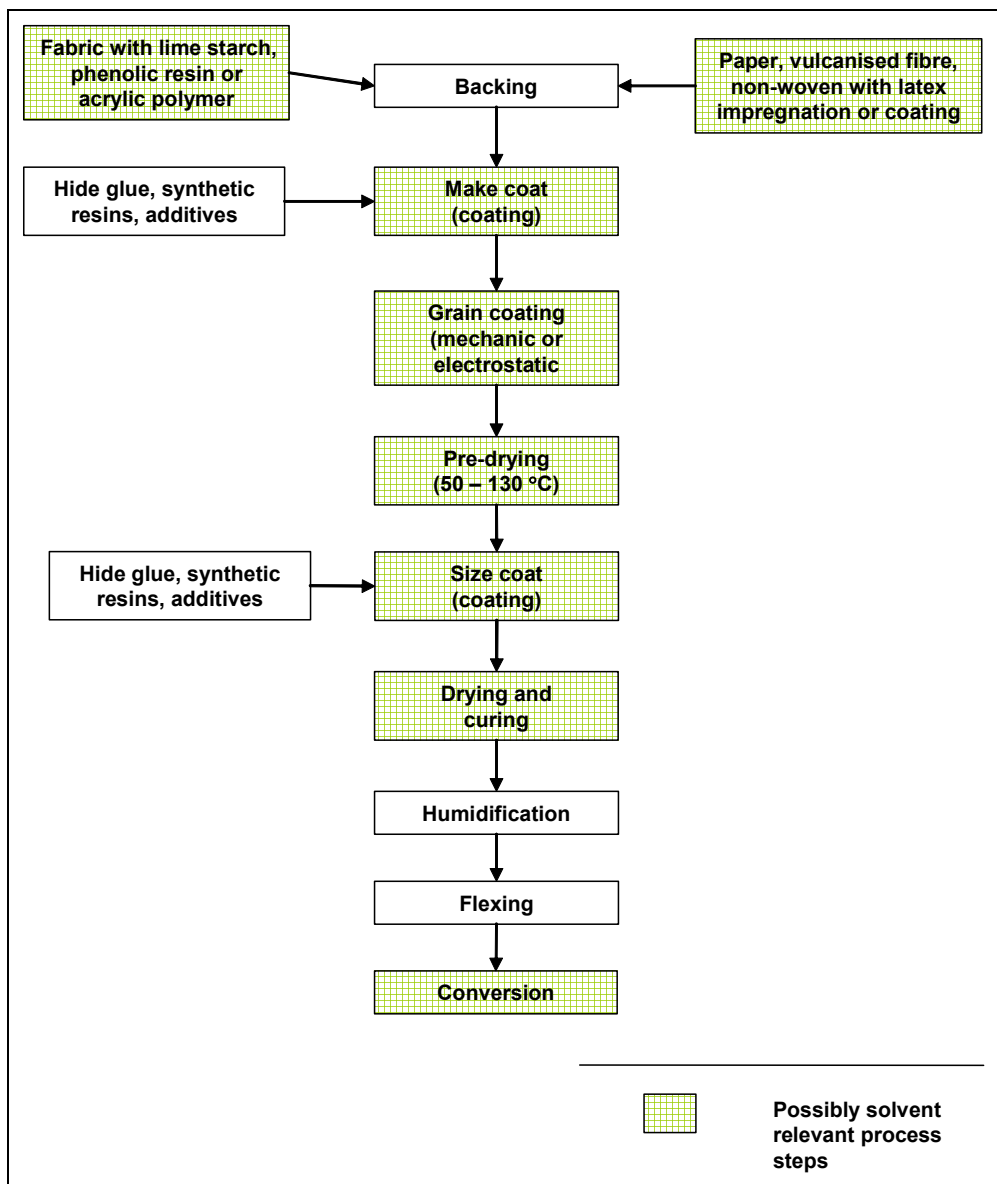 Fabric with lime starch,
phenolic resin or
acrylic polymer
Backing
Paper, vulcanised fibre,
non-woven with latex
impregnation or coating
Hide glue, synthetic
resins, additives
Make coat
(coating)
Grain coating
(mechanic or
electrostatic
Pre-drying
(50 – 130 °C)
Hide glue, synthetic
resins, additives
Size coat
(coating)
Drying and
curing
Humidification
Flexing
Conversion
Possibly solvent
relevant process
steps